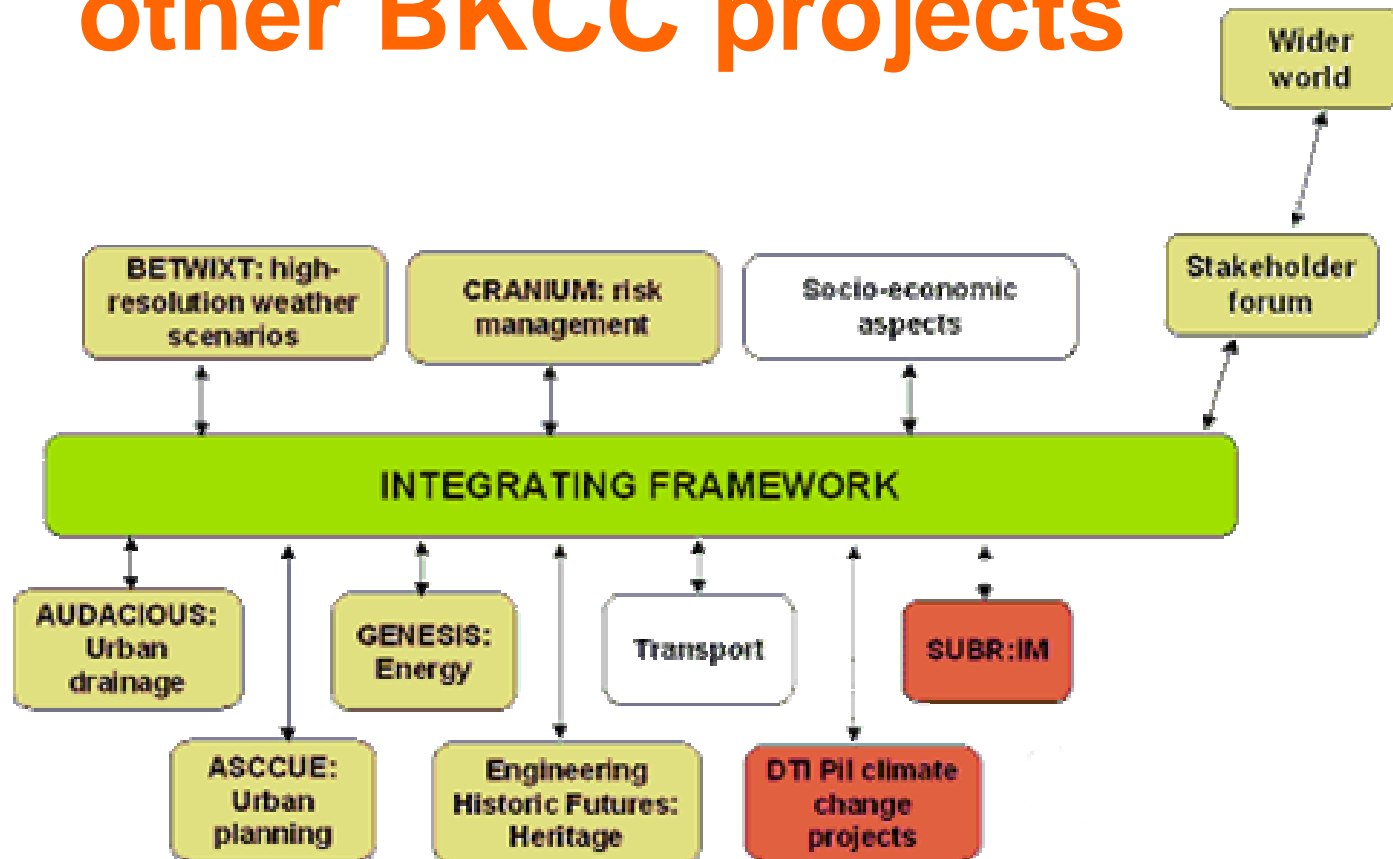 other BKCC projects
Wider
world
Stakeholder
forum
BETWIXT: high-
resolution weather
scenarios
CRANIUM: risk
management
Socio-economic
aspects
INTEGRATING FRAMEWORK
AUDACIOUS:
Urban
drainage
GENESIS:
Energy
Transport
SUBR:IM
ASCCUE:
Urban
planning
Engineering
Historic Futures:
Heritage
DTI PiI climate
change
projects